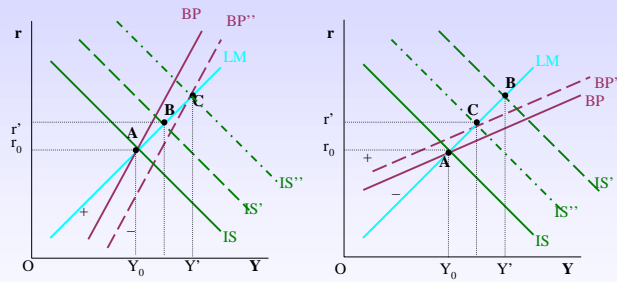 r
BP
BP''
LM
C
B
A
r'
r₀
IS''
IS'
IS
+
–
O
Y₀
Y'
Y
r
LM
B
BP'
BP
C
r'
r₀
A
+
–
IS'
IS''
IS
O
Y₀
Y'
Y